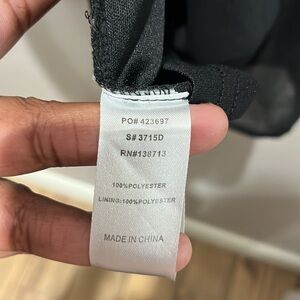 PO# 423697
S# 3715D
RN#138713
100%POLYESTER
LINING:100%POLYESTER
MADE IN CHINA